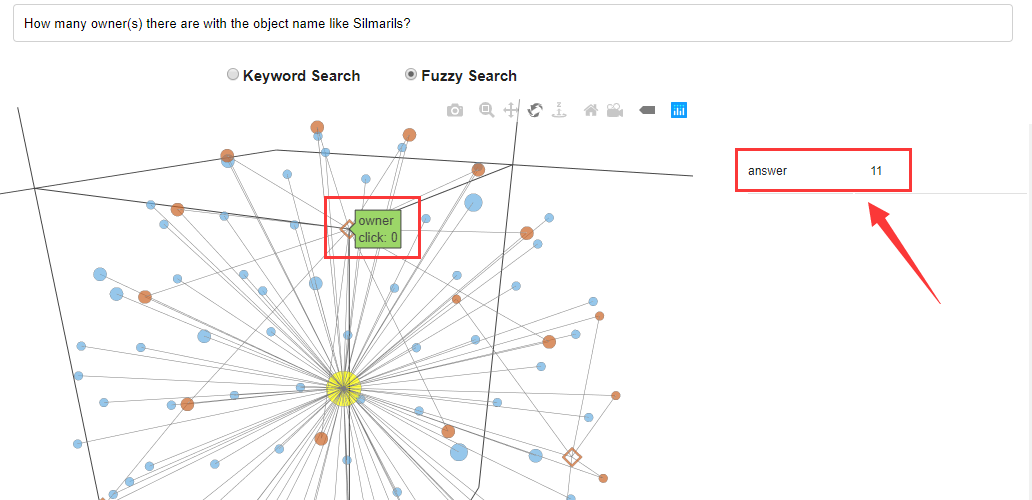 How many owner(s) there are with the object name like Silmarils?
Keyword Search
Fuzzy Search
answer 11
owner
click: 0